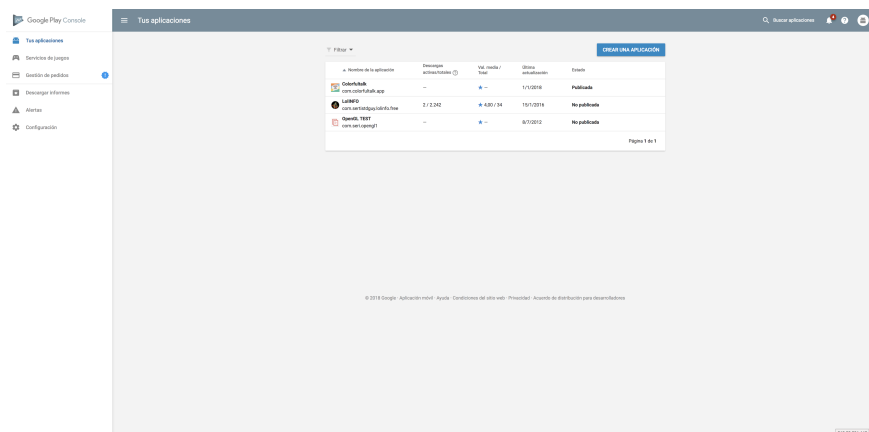 Google Play Console
Tus aplicaciones
Buscar aplicaciones
Tus aplicaciones
Servicios de juegos
Gestión de pedidos
Descargar informes
Alertas
Configuración
Filtrar
CREAR UNA APLICACIÓN
Nombre de la aplicación
Descargas activas/totales
Val. media / Total
Última actualización
Estado
Colorfultalk
com.colorfultalk.app
–
★ –
1/1/2018
Publicada
LolINFO
2 / 2.242
★ 4,00 / 34
15/1/2016
No publicada
OpenGL TEST
com.seri.opengl1
–
★ –
8/7/2012
No publicada
Página 1 de 1
© 2018 Google · Aplicación móvil · Ayuda · Condiciones del sitio web · Privacidad · Acuerdo de distribución para desarrolladores